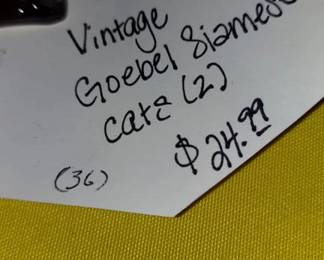 Vintage
Goebel Siamese
cats (2)
$24.99
(36)